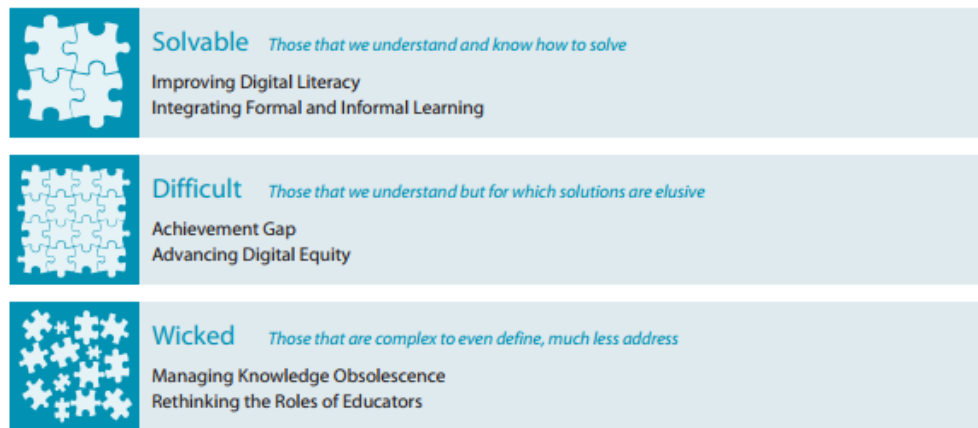 Solvable Those that we understand and know how to solve
Improving Digital Literacy
Integrating Formal and Informal Learning
Difficult Those that we understand but for which solutions are elusive
Achievement Gap
Advancing Digital Equity
Wicked Those that are complex to even define, much less address
Managing Knowledge Obsolescence
Rethinking the Roles of Educators